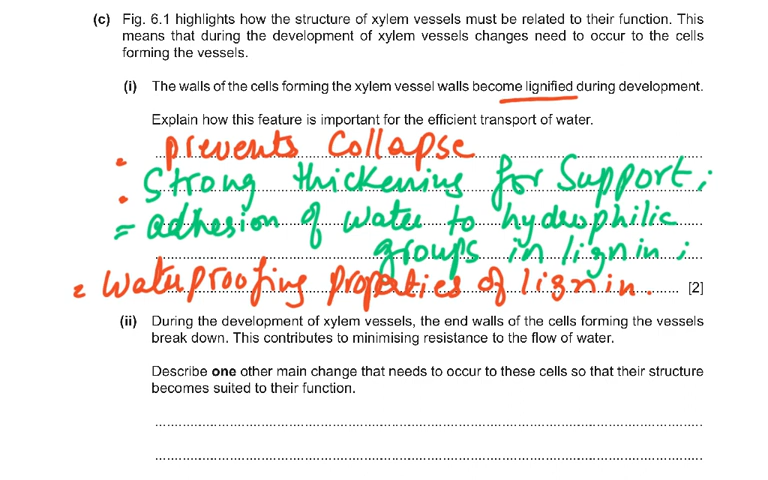 (c) Fig. 6.1 highlights how the structure of xylem vessels must be related to their function. This
means that during the development of xylem vessels changes need to occur to the cells
forming the vessels.
(i) The walls of the cells forming the xylem vessel walls become lignified during development.
Explain how this feature is important for the efficient transport of water.
• prevents Collapse
• Strong thickening for Support;
= adhesion of water to hydrophilic
groups in lignin;
= Waterproofing properties of lignin. [2]
(ii) During the development of xylem vessels, the end walls of the cells forming the vessels
break down. This contributes to minimising resistance to the flow of water.
Describe one other main change that needs to occur to these cells so that their structure
becomes suited to their function.